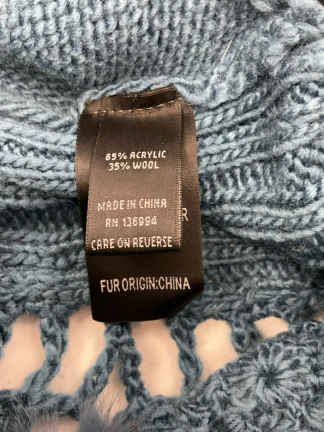 65% ACRYLIC
35% WOOL
MADE IN CHINA
RN 136994
R
CARE ON REVERSE
FUR ORIGIN:CHINA